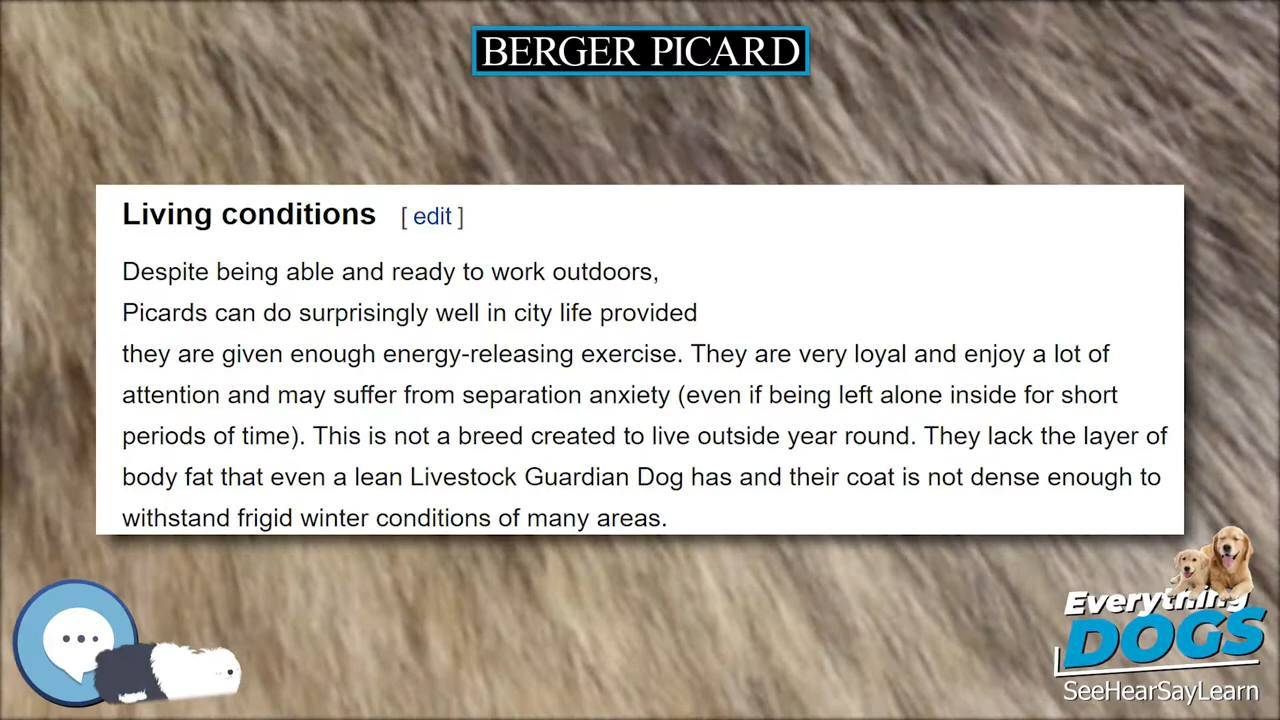 BERGER PICARD
Living conditions [ edit ]
Despite being able and ready to work outdoors,
Picards can do surprisingly well in city life provided
they are given enough energy-releasing exercise. They are very loyal and enjoy a lot of
attention and may suffer from separation anxiety (even if being left alone inside for short
periods of time). This is not a breed created to live outside year round. They lack the layer of
body fat that even a lean Livestock Guardian Dog has and their coat is not dense enough to
withstand frigid winter conditions of many areas.
Everything
DOGS
SeeHearSayLearn